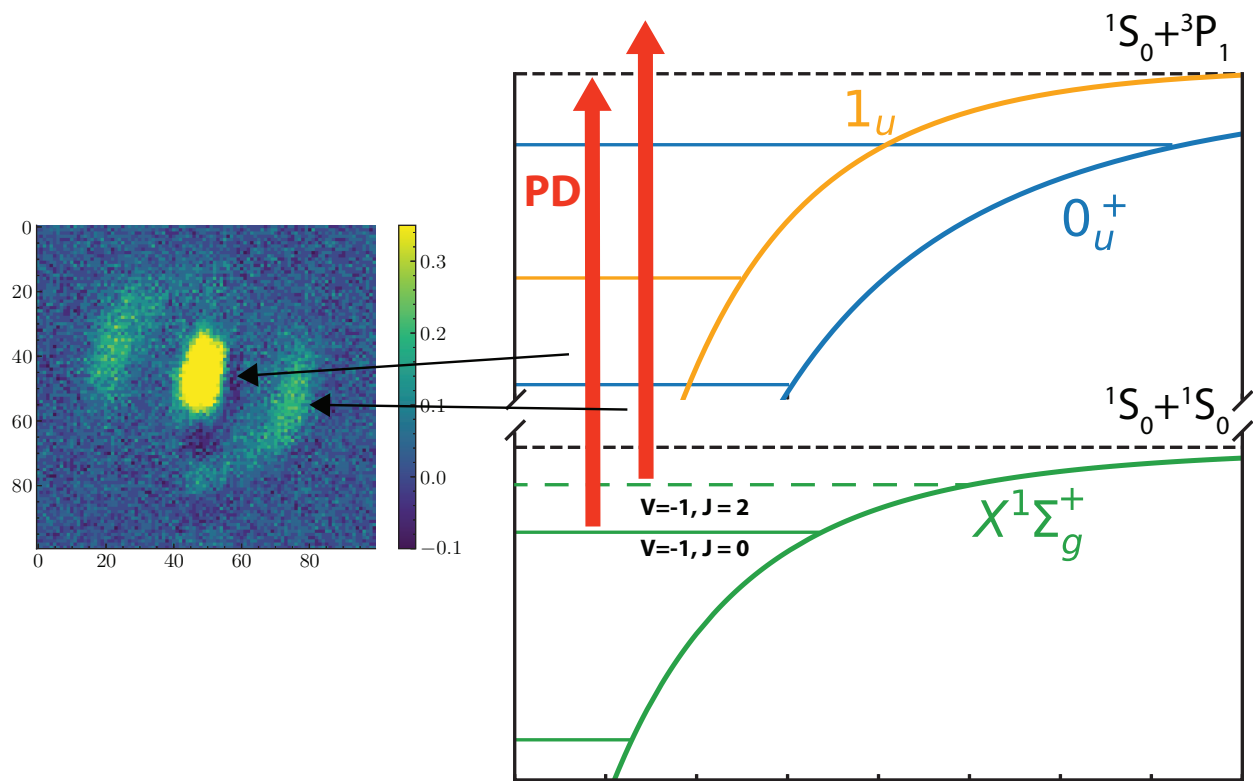 ¹S₀+³P₁
1ᵤ
PD
0ᵤ⁺
0
20
40
60
80
0 20 40 60 80
0.3
0.2
0.1
0.0
−0.1
¹S₀+¹S₀
V=-1, J = 2
V=-1, J = 0
X¹Σg⁺